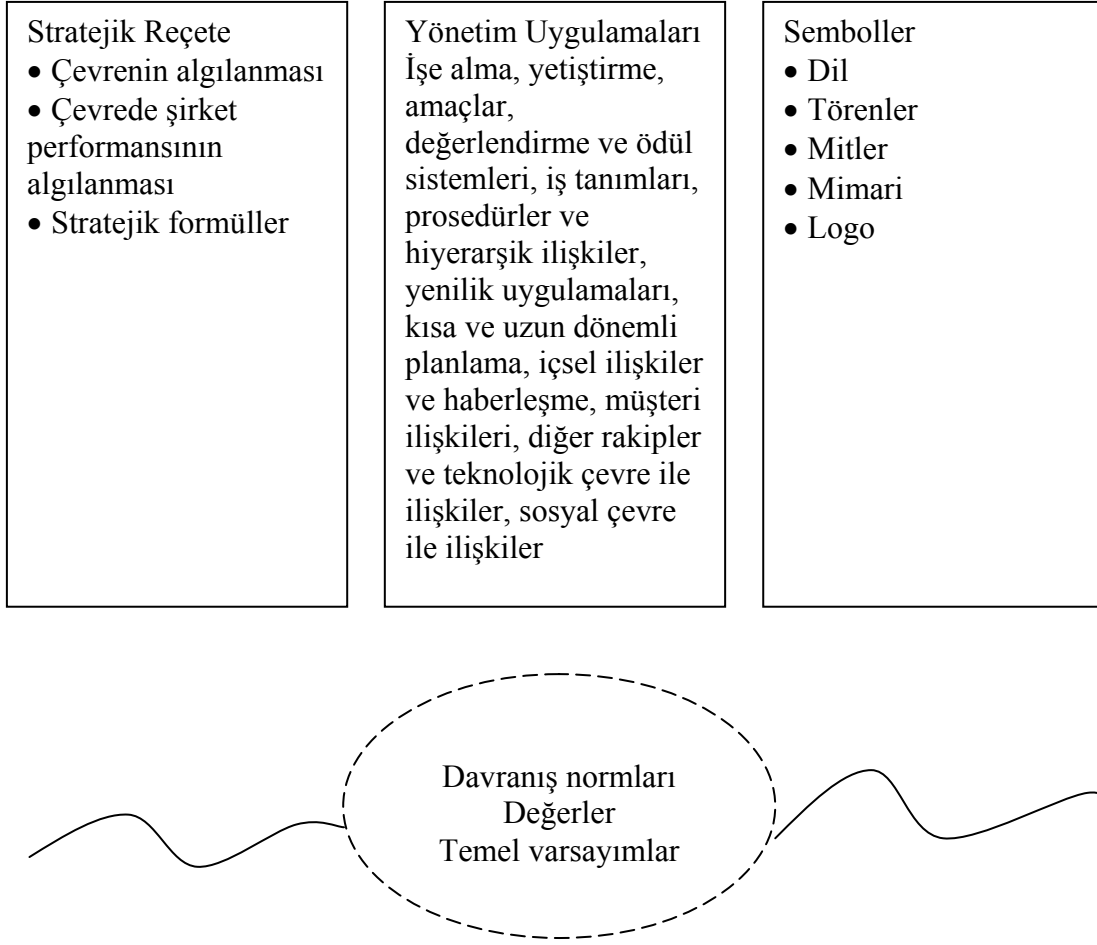 Stratejik Reçete
• Çevrenin algılanması
• Çevrede şirket
performansının
algılanması
• Stratejik formüller
Yönetim Uygulamaları
İşe alma, yetiştirme,
amaçlar,
değerlendirme ve ödül
sistemleri, iş tanımları,
prosedürler ve
hiyerarşik ilişkiler,
yenilik uygulamaları,
kısa ve uzun dönemli
planlama, içsel ilişkiler
ve haberleşme, müşteri
ilişkileri, diğer rakipler
ve teknolojik çevre ile
ilişkiler, sosyal çevre
ile ilişkiler
Semboller
• Dil
• Törenler
• Mitler
• Mimari
• Logo
Davranış normları
Değerler
Temel varsayımlar